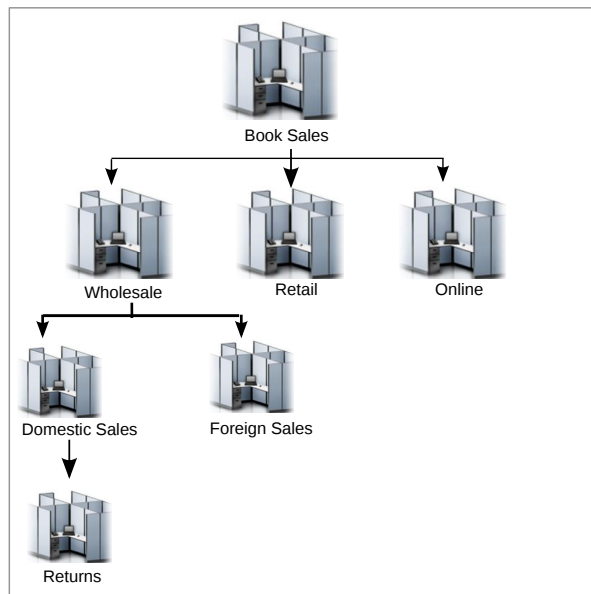 Book Sales
Wholesale
Retail
Online
Domestic Sales
Foreign Sales
Returns